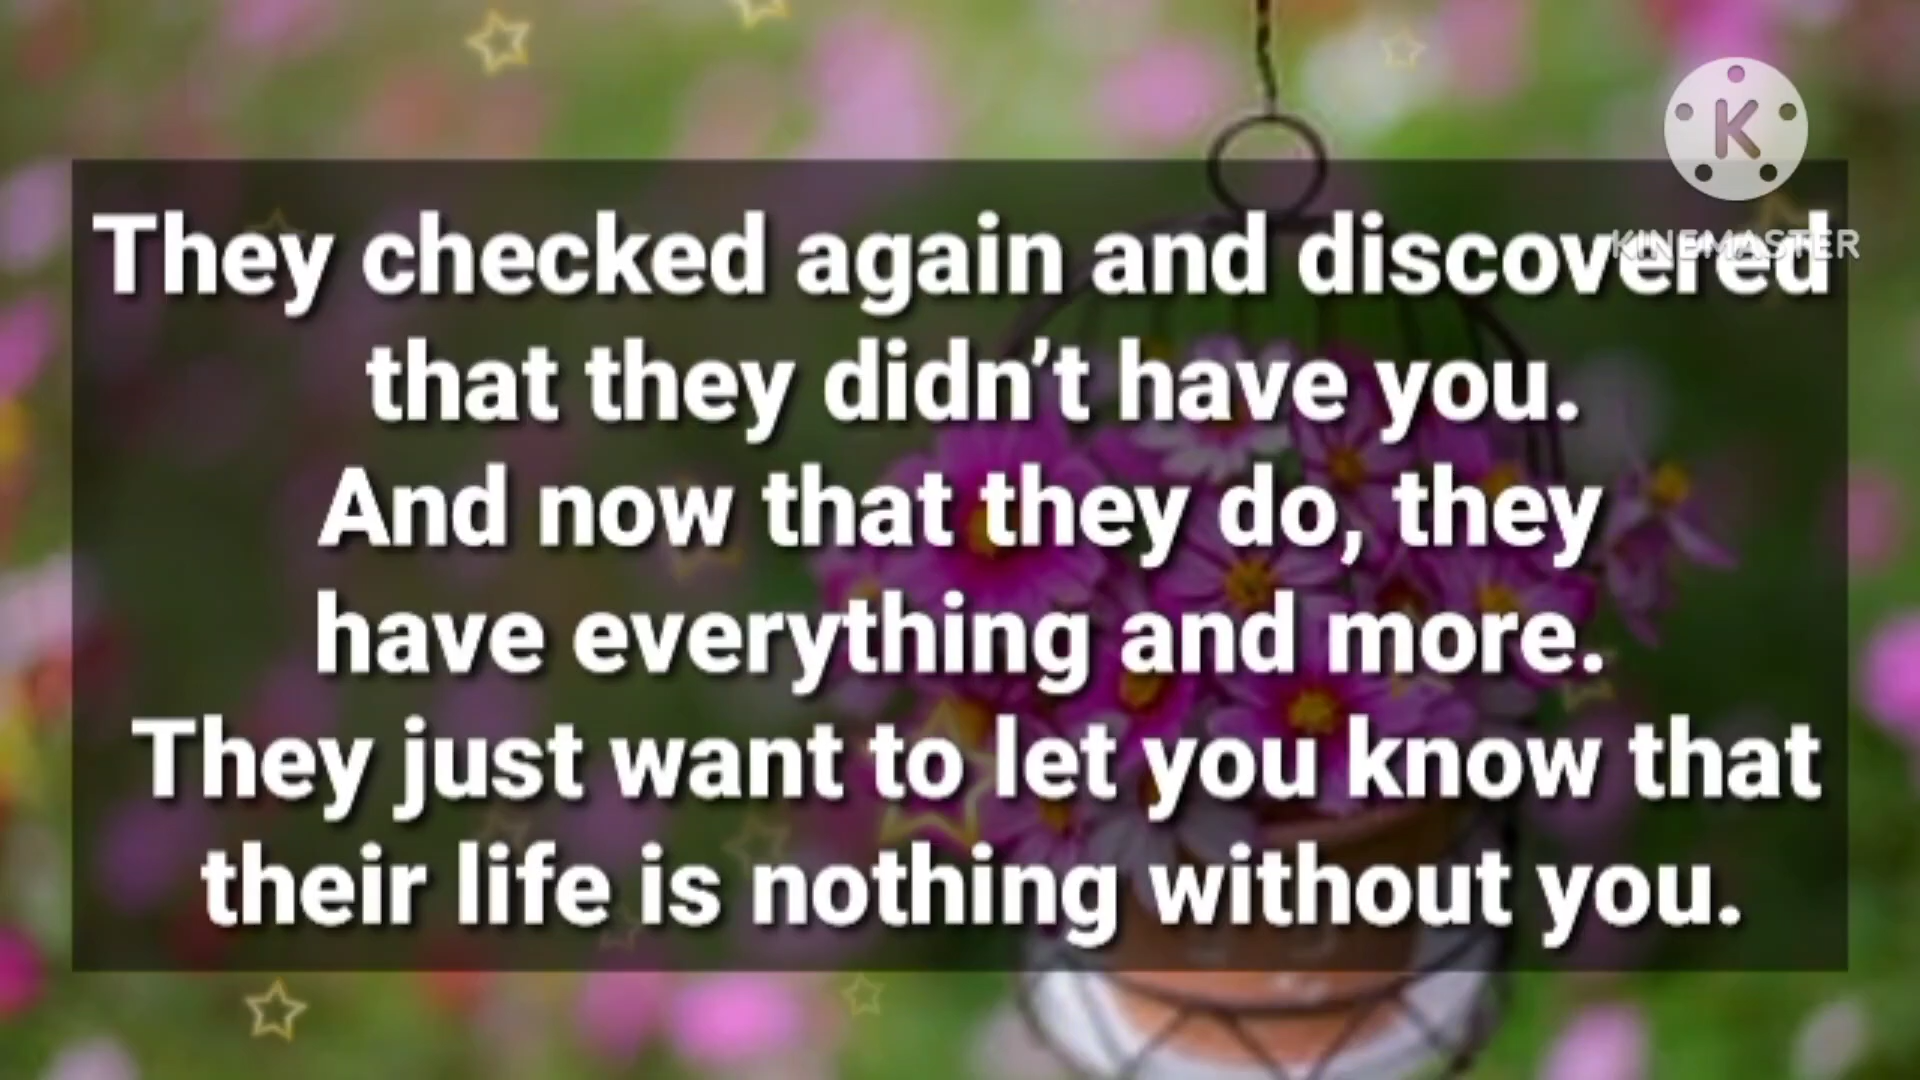 K
KINEMASTER
They checked again and discovered
that they didn’t have you.
And now that they do, they
have everything and more.
They just want to let you know that
their life is nothing without you.